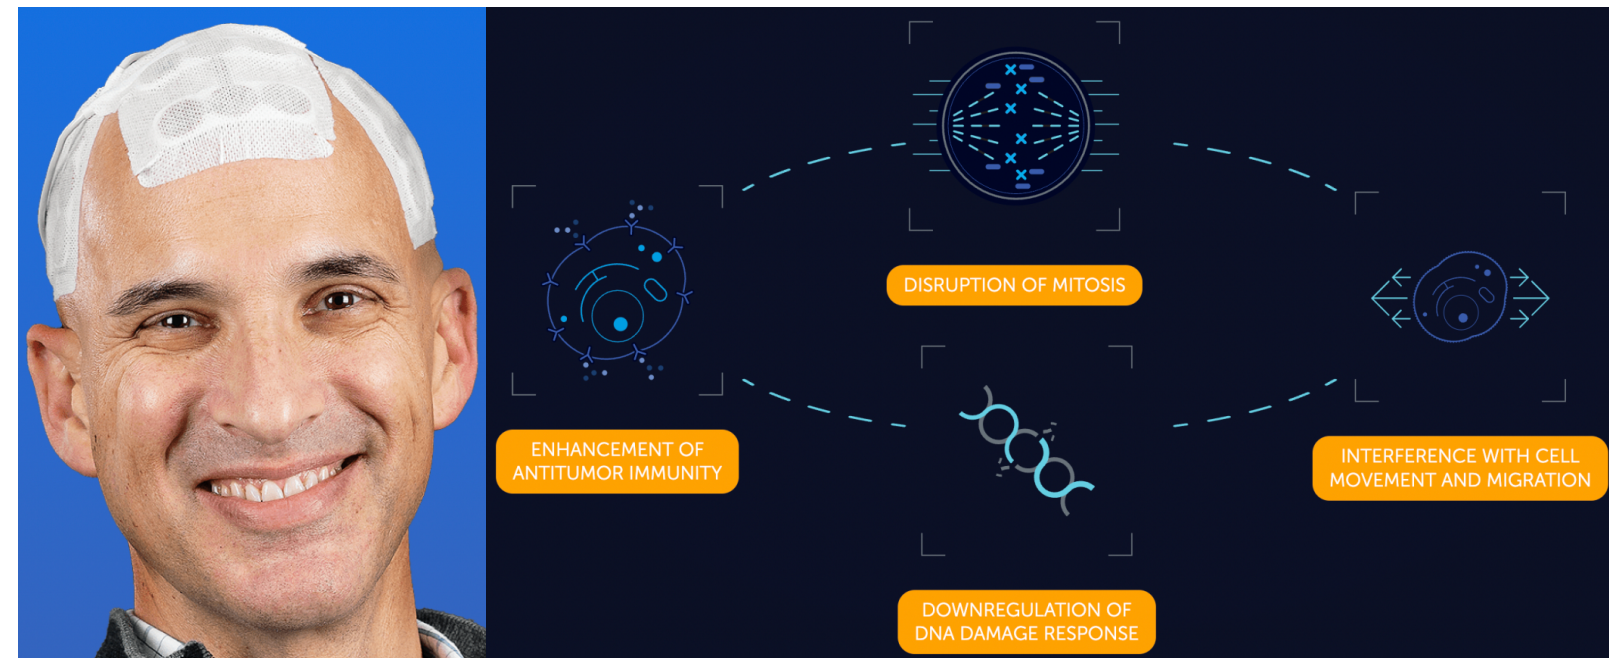 DISRUPTION OF MITOSIS
ENHANCEMENT OF
ANTITUMOR IMMUNITY
INTERFERENCE WITH CELL
MOVEMENT AND MIGRATION
DOWNREGULATION OF
DNA DAMAGE RESPONSE